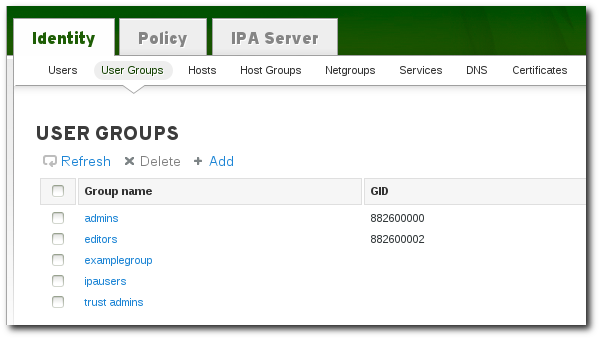 Identity Policy IPA Server
Users User Groups Hosts Host Groups Netgroups Services DNS Certificates
USER GROUPS
Refresh Delete Add
Group name GID
admins 882600000
editors 882600002
examplegroup
ipausers
trust admins